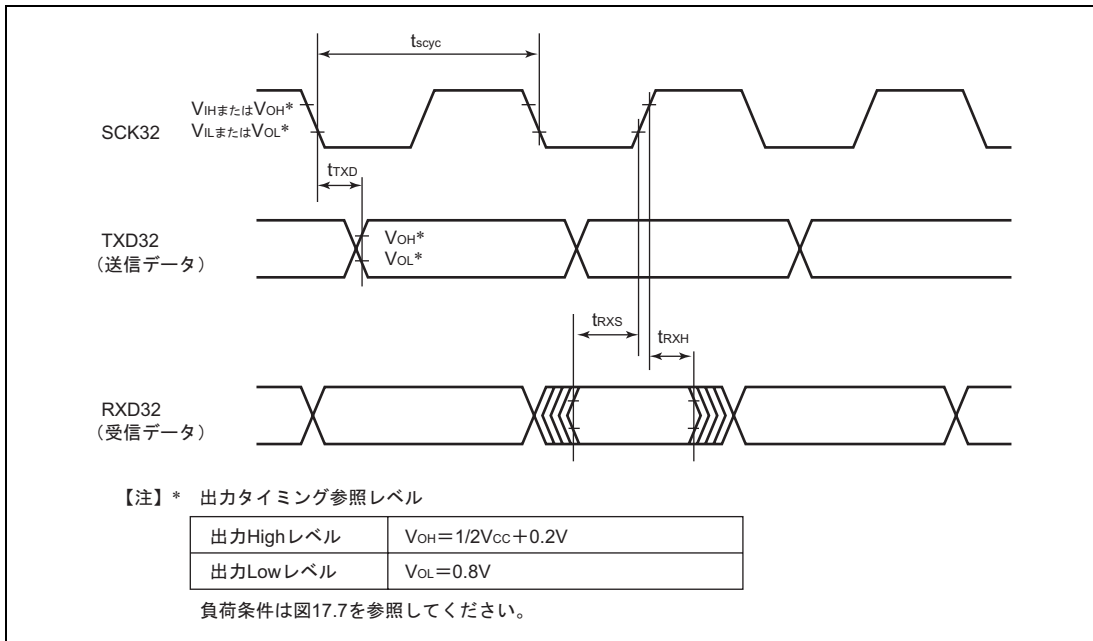 tscyc
VIHまたはVOH*
VILまたはVOL*
SCK32
tTXD
TXD32
(送信データ)
VOH*
VOL*
tRXS
tRXH
RXD32
(受信データ)
【注】* 出力タイミング参照レベル
出力Highレベル VOH=1/2VCC+0.2V
出力Lowレベル VOL=0.8V
負荷条件は図17.7を参照してください。